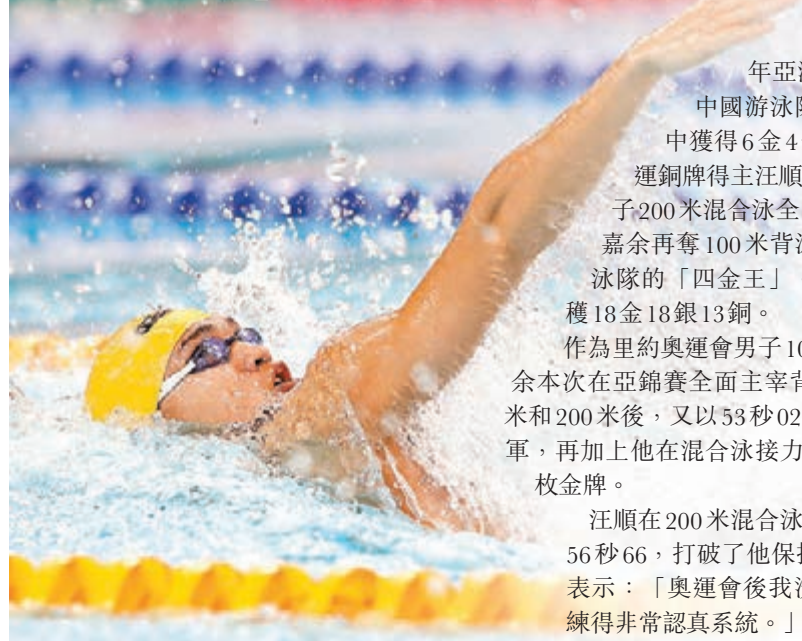 年亞洲
中國游泳隊
中獲得6金4
運銅牌得主汪順
子200米混合泳全
嘉余再奪100米背泳
泳隊的「四金王」
穫18金18銀13銅。
作為里約奧運會男子10
余本次在亞錦賽全面主宰背
米和200米後，又以53秒02
軍，再加上他在混合泳接力
枚金牌。
汪順在200米混合泳
56秒66，打破了他保持
表示：「奧運會後我沒
練得非常認真系統。」